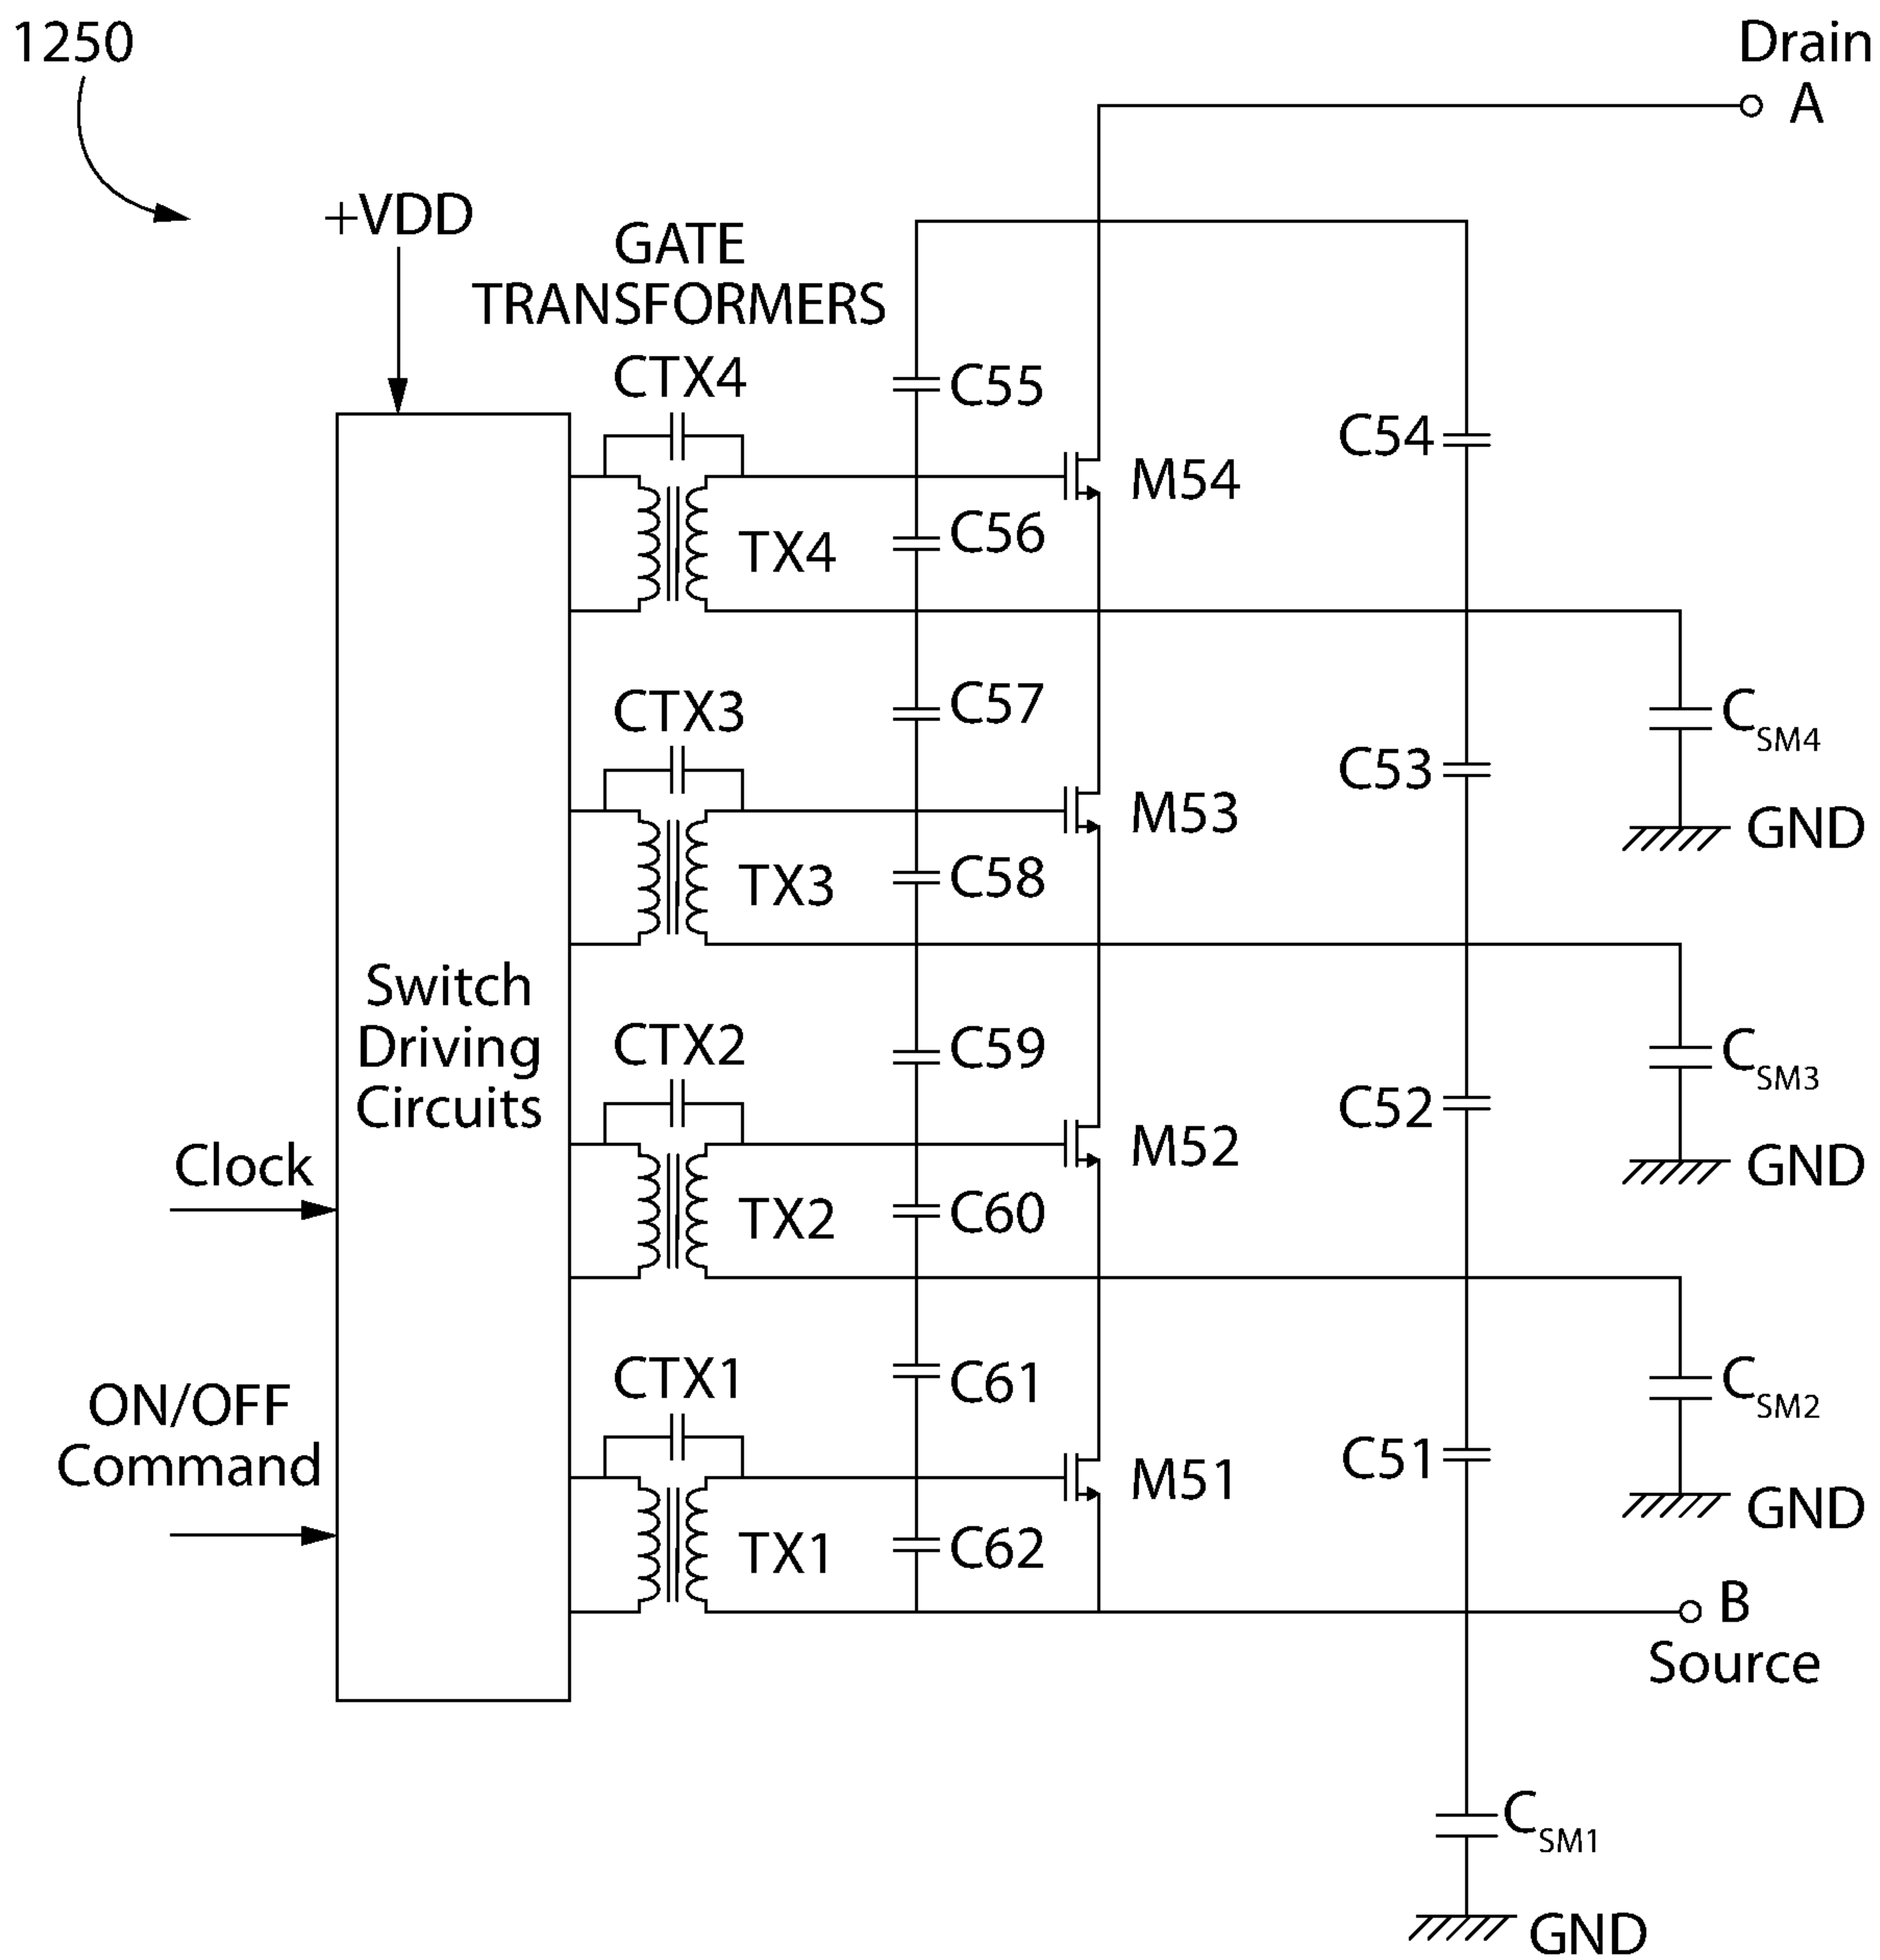 1250
Drain
A
+VDD
GATE
TRANSFORMERS
CTX4
C55
C54
M54
C56
TX4
CTX3
C57
C53
CSM4
GND
M53
C58
TX3
Switch
Driving
Circuits
CTX2
C59
C52
CSM3
GND
M52
Clock
C60
TX2
CTX1
C61
CSM2
ON/OFF
Command
C51
M51
GND
C62
TX1
B
Source
CSM1
GND